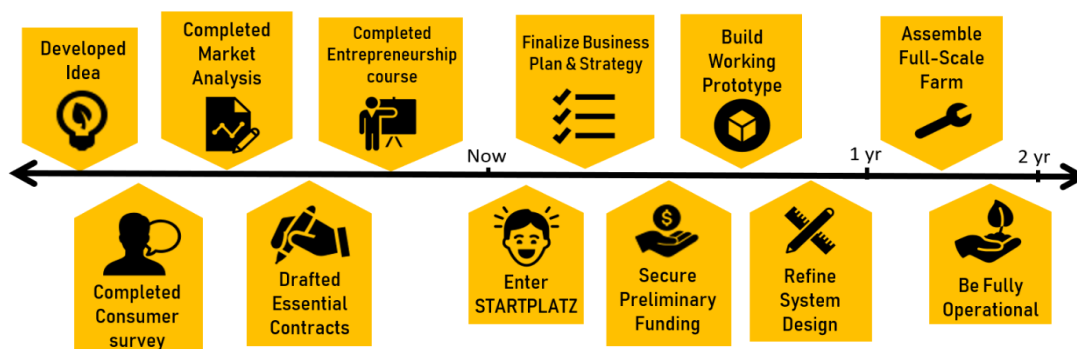 Developed
Idea
Completed
Market
Analysis
Completed
Entrepreneurship
course
Finalize Business
Plan & Strategy
Build
Working
Prototype
Assemble
Full-Scale
Farm
Now
1 yr
2 yr
Completed
Consumer
survey
Drafted
Essential
Contracts
Enter
STARTPLATZ
$
Secure
Preliminary
Funding
Refine
System
Design
Be Fully
Operational